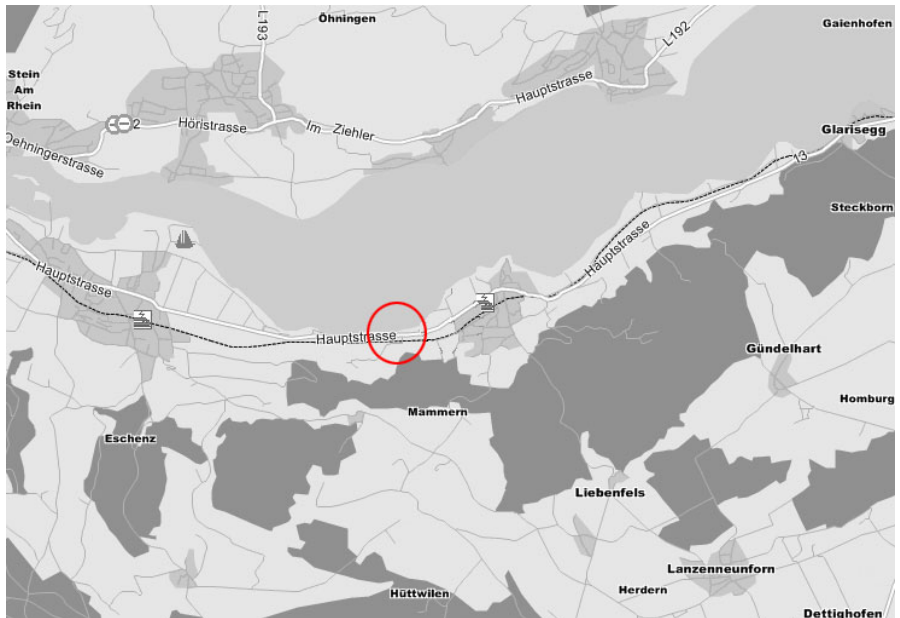 Öhningen
Gaienhofen
L193
L192
Stein
Am
Rhein
Hauptstrasse
2
Höristrasse
Im Ziehler
Oehningerstrasse
Glarisegg
13
Steckborn
Hauptstrasse
Hauptstrasse
Hauptstrasse
Gündelhart
Homburg
Mammern
Eschenz
Liebenfels
Lanzenneunforn
Hüttwilen
Herdern
Dettighofen